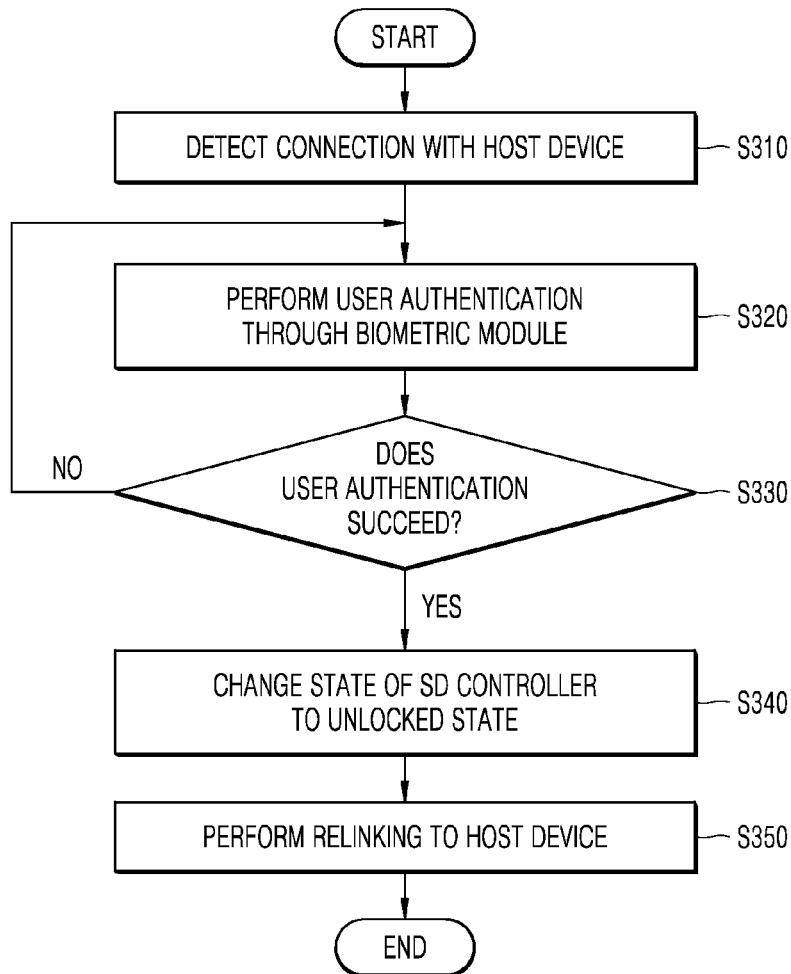 START
DETECT CONNECTION WITH HOST DEVICE
S310
PERFORM USER AUTHENTICATION
THROUGH BIOMETRIC MODULE
S320
DOES
USER AUTHENTICATION
SUCCEED?
S330
NO
YES
CHANGE STATE OF SD CONTROLLER
TO UNLOCKED STATE
S340
PERFORM RELINKING TO HOST DEVICE
S350
END